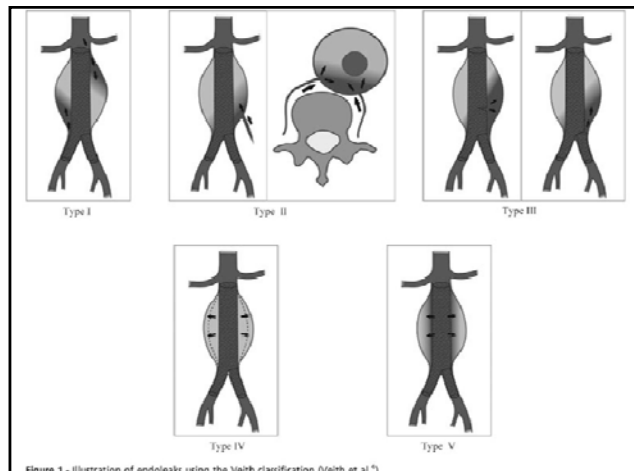 Type I
Type II
Type III
Type IV
Type V
Figure 1 - Illustration of endoleaks using the Veith classification (Veith et al.⁴)